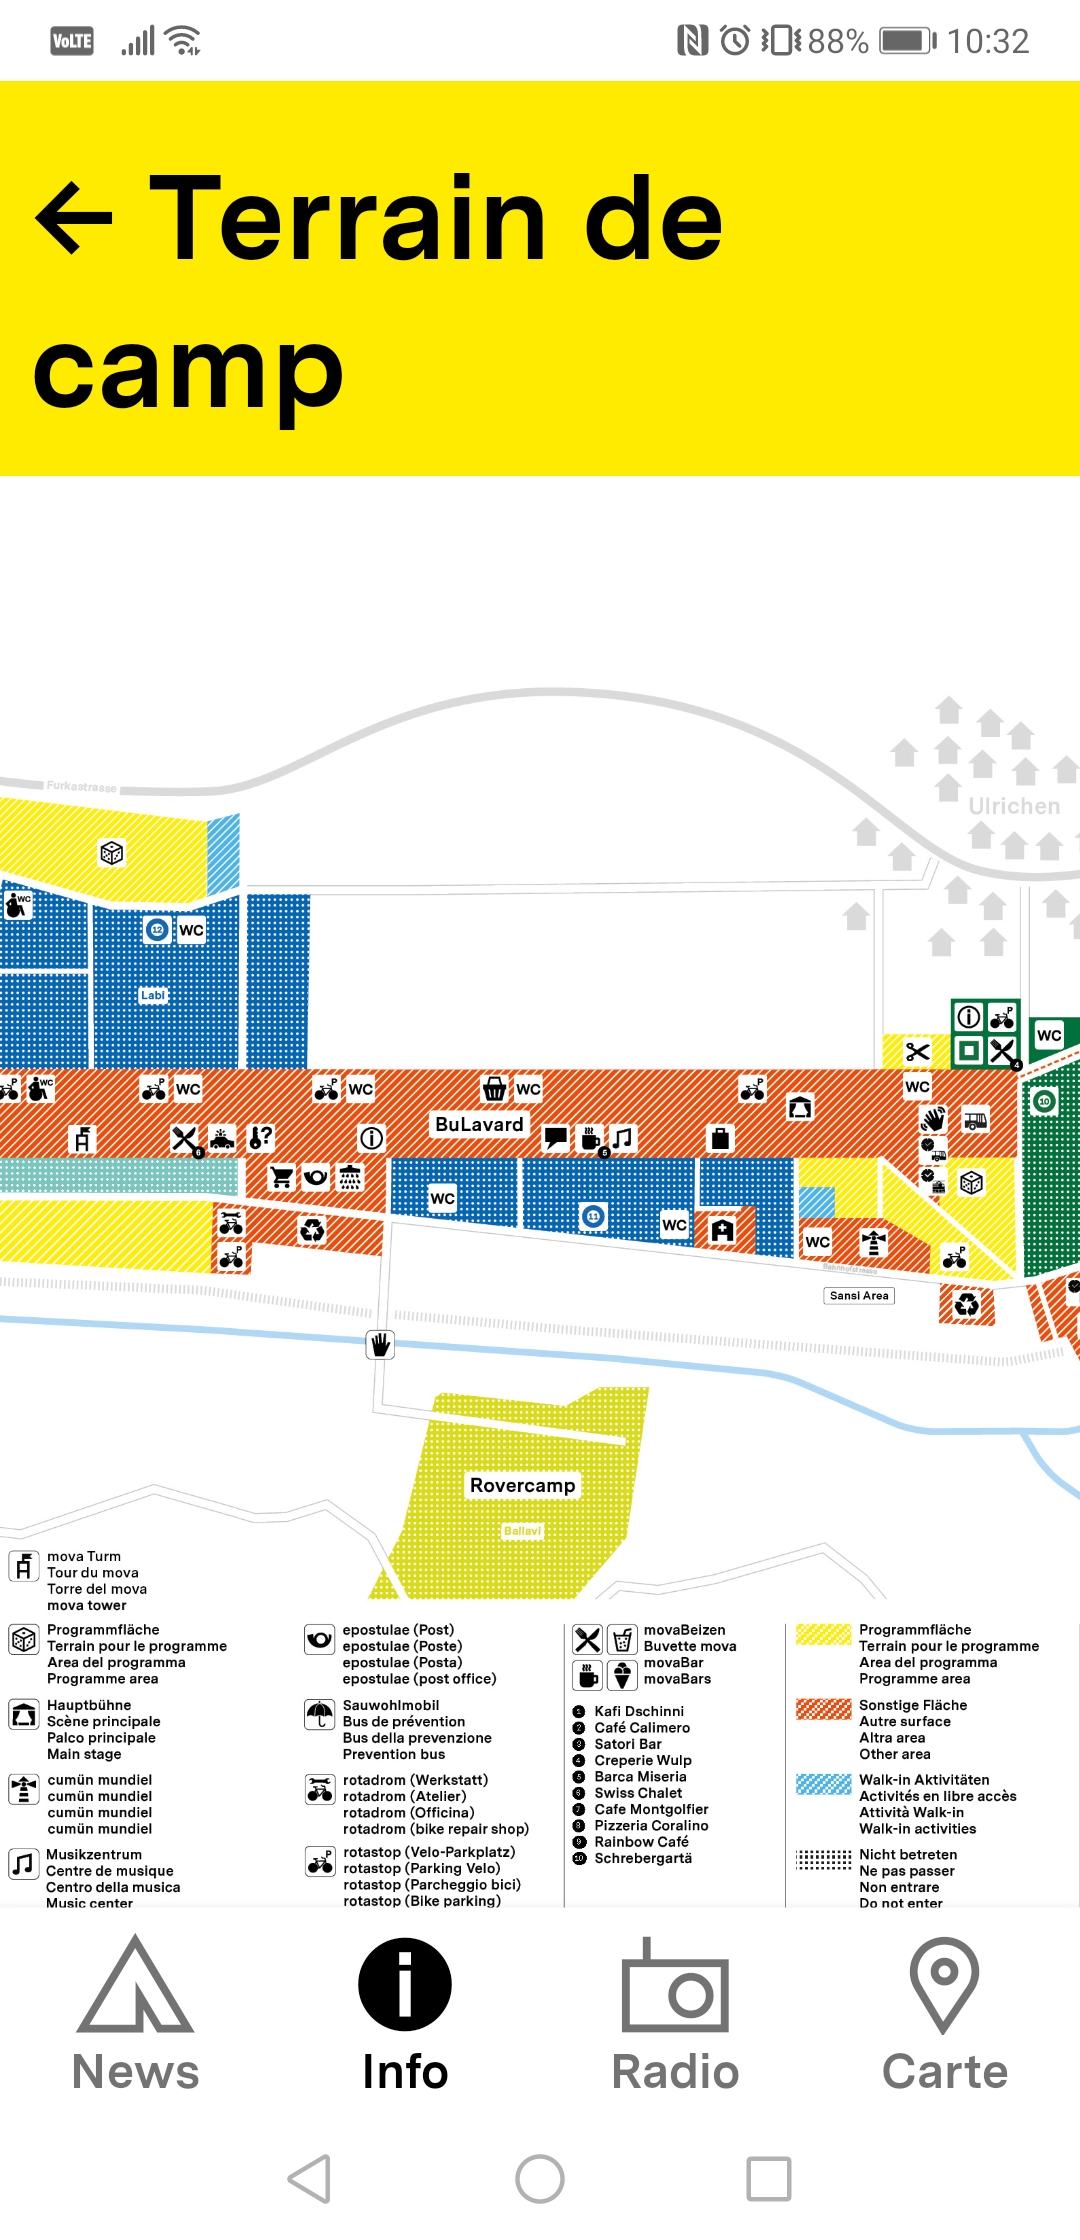 VoLTE
88%
10:32
← Terrain de
camp
Furkastrasse
Ulrichen
WC
12
WC
Labi
WC
10
P
WC
P
WC
P
WC
WC
P
WC
BuLavard
6
5
4
WC
11
WC
WC
P
Bahnhofstrasse
Sansi Area
Rovercamp
Ballavi
mova Turm
Tour du mova
Torre del mova
mova tower
Programmfläche
Terrain pour le programme
Area del programma
Programme area
Hauptbühne
Scène principale
Palco principale
Main stage
cumün mundiel
cumün mundiel
cumün mundiel
cumün mundiel
Musikzentrum
Centre de musique
Centro della musica
Music center
epostulae (Post)
epostulae (Poste)
epostulae (Posta)
epostulae (post office)
Sauwohlmobil
Bus de prévention
Bus della prevenzione
Prevention bus
rotadrom (Werkstatt)
rotadrom (Atelier)
rotadrom (Officina)
rotadrom (bike repair shop)
rotastop (Velo-Parkplatz)
rotastop (Parking Velo)
rotastop (Parcheggio bici)
rotastop (Bike parking)
movaBeizen
Buvette mova
movaBar
movaBars
1 Kafi Dschinni
2 Café Calimero
3 Satori Bar
4 Creperie Wulp
5 Barca Miseria
6 Swiss Chalet
7 Cafe Montgolfier
8 Pizzeria Coralino
9 Rainbow Café
10 Schrebergartä
Programmfläche
Terrain pour le programme
Area del programma
Programme area
Sonstige Fläche
Autre surface
Altra area
Other area
Walk-in Aktivitäten
Activités en libre accès
Attività Walk-in
Walk-in activities
Nicht betreten
Ne pas passer
Non entrare
Do not enter
News
Info
Radio
Carte